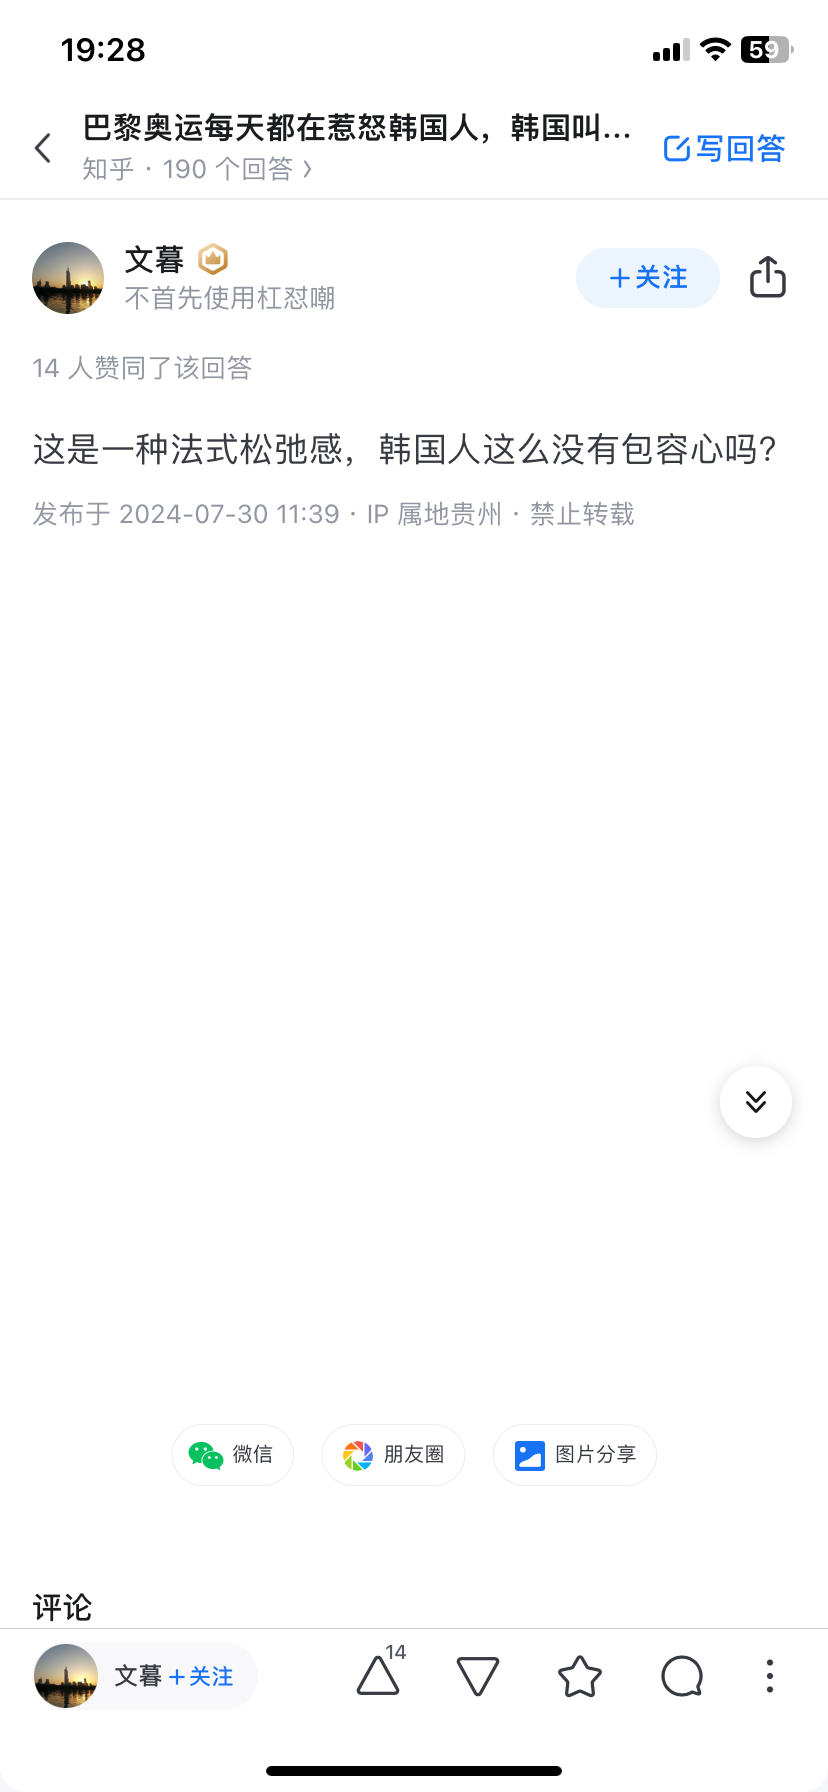 19:28
59
巴黎奥运每天都在惹怒韩国人，韩国叫...
知乎 · 190 个回答 ›
写回答
文暮
不首先使用杠怼嘲
＋关注
14 人赞同了该回答
这是一种法式松弛感，韩国人这么没有包容心吗?
发布于 2024-07-30 11:39 · IP 属地贵州 · 禁止转载
微信
朋友圈
图片分享
评论
文暮 ＋关注
14